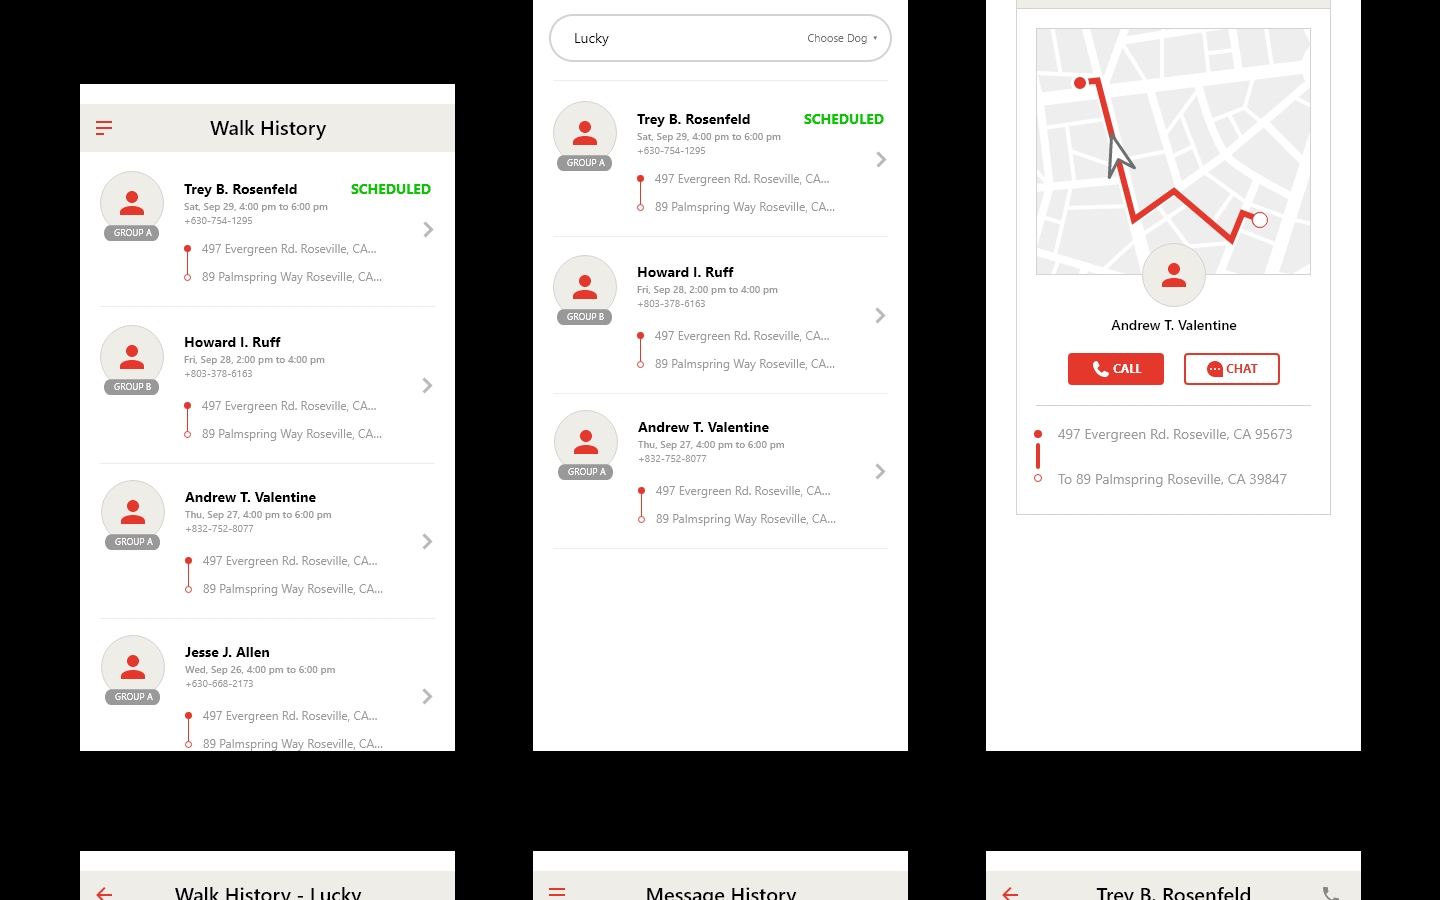 Walk History
Trey B. Rosenfeld
SCHEDULED
Sat, Sep 29, 4:00 pm to 6:00 pm
+630-754-1295
GROUP A
497 Evergreen Rd. Roseville, CA...
89 Palmspring Way Roseville, CA...
Howard I. Ruff
Fri, Sep 28, 2:00 pm to 4:00 pm
+803-378-6163
GROUP B
497 Evergreen Rd. Roseville, CA...
89 Palmspring Way Roseville, CA...
Andrew T. Valentine
Thu, Sep 27, 4:00 pm to 6:00 pm
+832-752-8077
GROUP A
497 Evergreen Rd. Roseville, CA...
89 Palmspring Way Roseville, CA...
Jesse J. Allen
Wed, Sep 26, 4:00 pm to 6:00 pm
+630-668-2173
GROUP A
497 Evergreen Rd. Roseville, CA...
89 Palmspring Way Roseville, CA...
Lucky
Choose Dog
Trey B. Rosenfeld
SCHEDULED
Sat, Sep 29, 4:00 pm to 6:00 pm
+630-754-1295
GROUP A
497 Evergreen Rd. Roseville, CA...
89 Palmspring Way Roseville, CA...
Howard I. Ruff
Fri, Sep 28, 2:00 pm to 4:00 pm
+803-378-6163
GROUP B
497 Evergreen Rd. Roseville, CA...
89 Palmspring Way Roseville, CA...
Andrew T. Valentine
Thu, Sep 27, 4:00 pm to 6:00 pm
+832-752-8077
GROUP A
497 Evergreen Rd. Roseville, CA...
89 Palmspring Way Roseville, CA...
Andrew T. Valentine
CALL
CHAT
497 Evergreen Rd. Roseville, CA 95673
To 89 Palmspring Roseville, CA 39847
Walk History - Lucky
Message History
Trey B. Rosenfeld